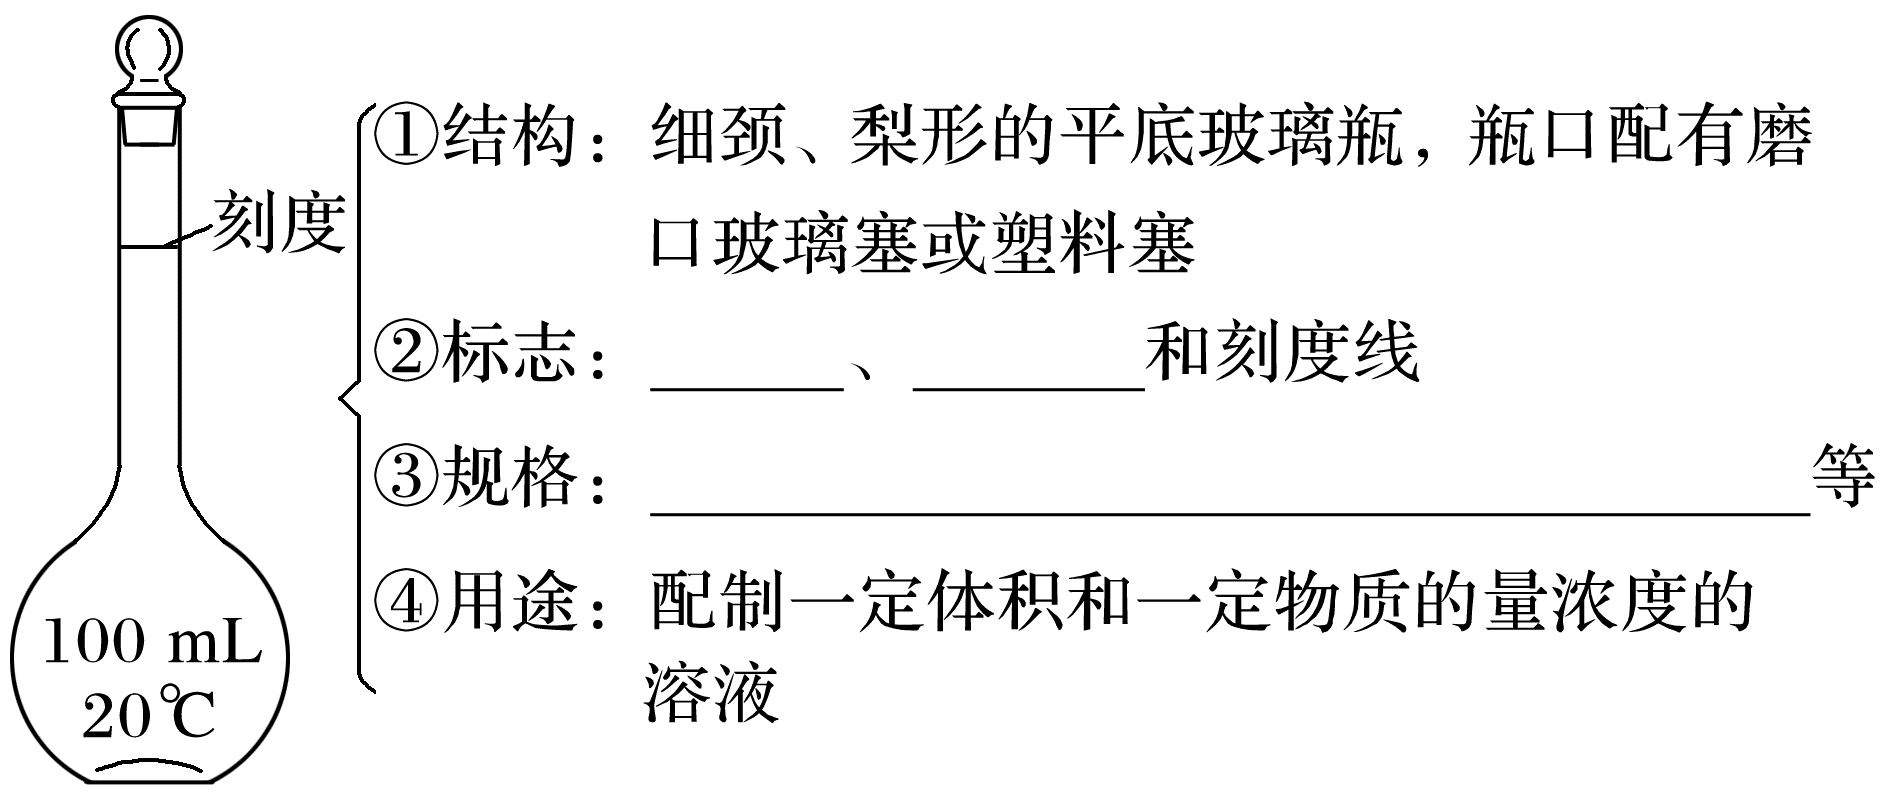 刻度
100 mL
20℃
①结构：细颈、梨形的平底玻璃瓶，瓶口配有磨
口玻璃塞或塑料塞
②标志：______、_______和刻度线
③规格：___________________________________等
④用途：配制一定体积和一定物质的量浓度的
溶液